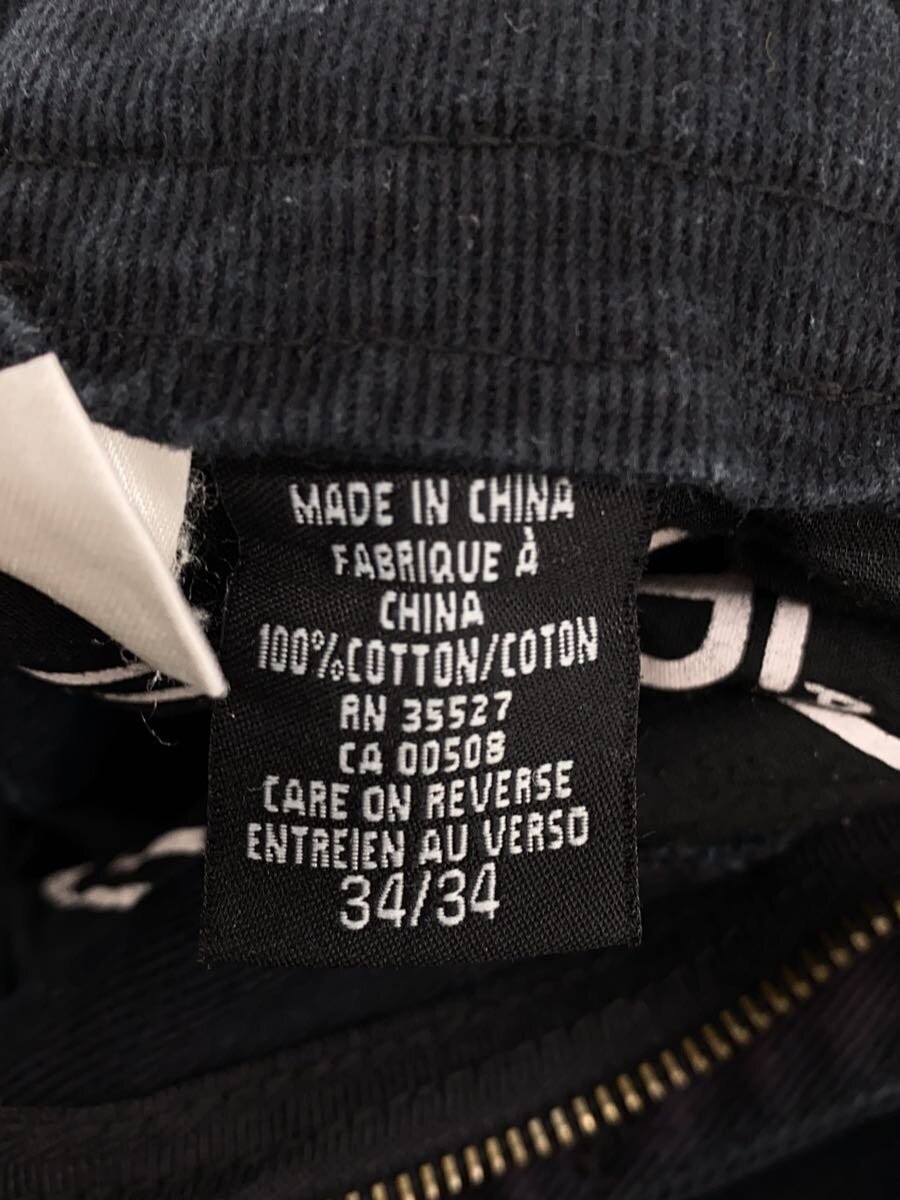 MADE IN CHINA
FABRIQUE À
CHINA
100%COTTON/COTON
RN 35527
CA 00508
CARE ON REVERSE
ENTREIEN AU VERSO
34/34